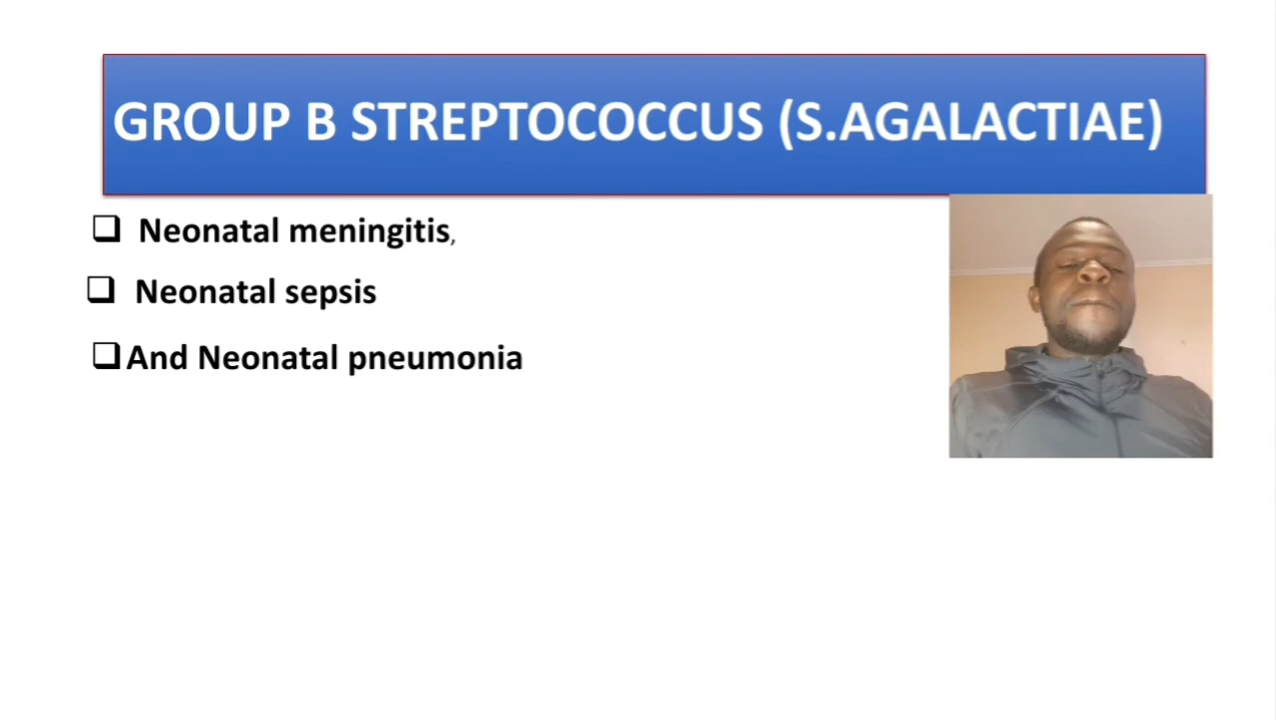 GROUP B STREPTOCOCCUS (S.AGALACTIAE)
Neonatal meningitis,
Neonatal sepsis
And Neonatal pneumonia